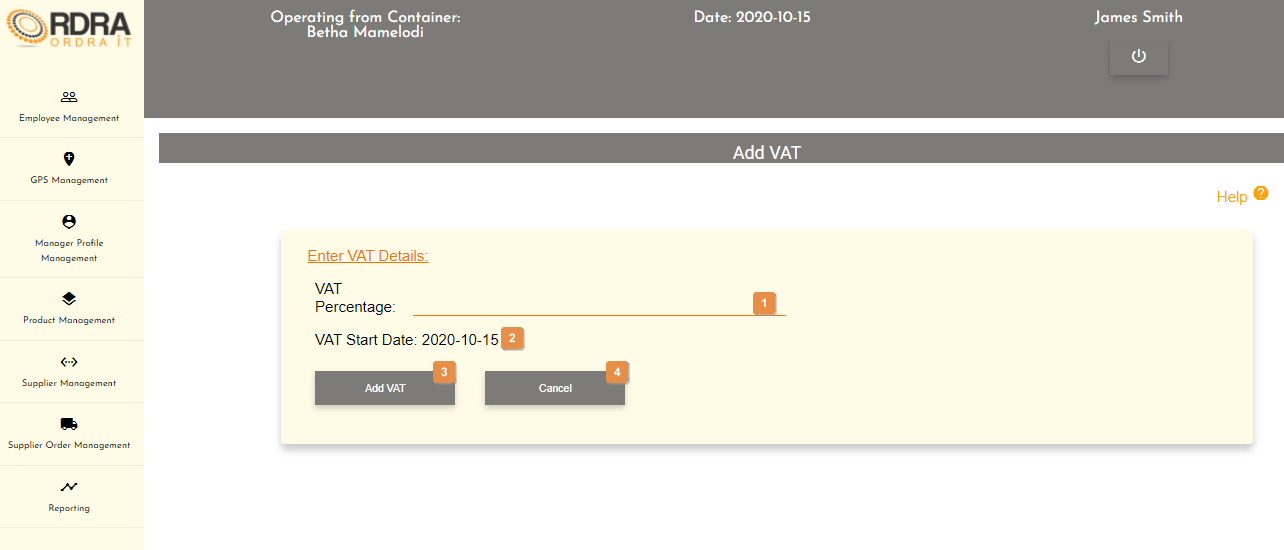 RDRA
ORDRA ÍT
Operating from Container:
Betha Mamelodi
Date: 2020-10-15
James Smith
Employee Management
GPS Management
Manager Profile
Management
Product Management
Supplier Management
Supplier Order Management
Reporting
Add VAT
Help ?
Enter VAT Details:
VAT
Percentage:
1
VAT Start Date: 2020-10-15 2
Add VAT 3
Cancel 4